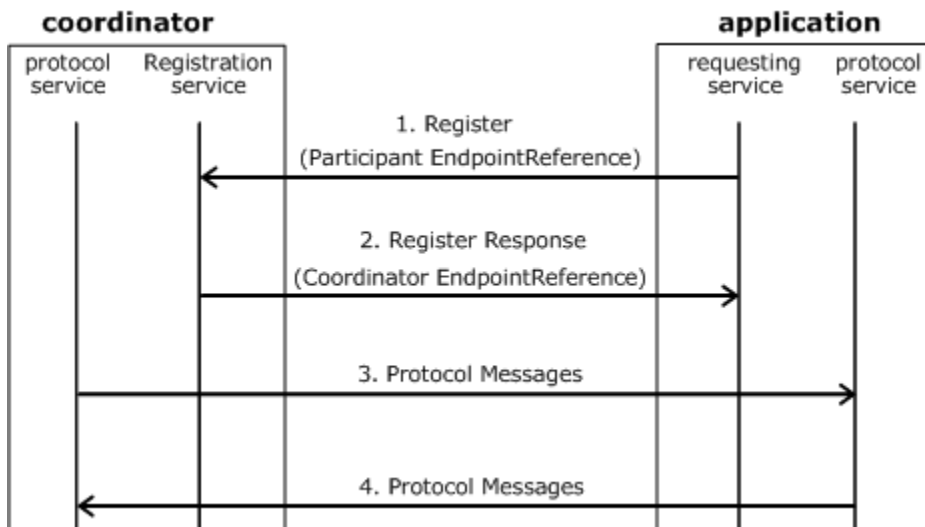 coordinator
application
protocol
service
Registration
service
requesting
service
protocol
service
1. Register
(Participant EndpointReference)
2. Register Response
(Coordinator EndpointReference)
3. Protocol Messages
4. Protocol Messages